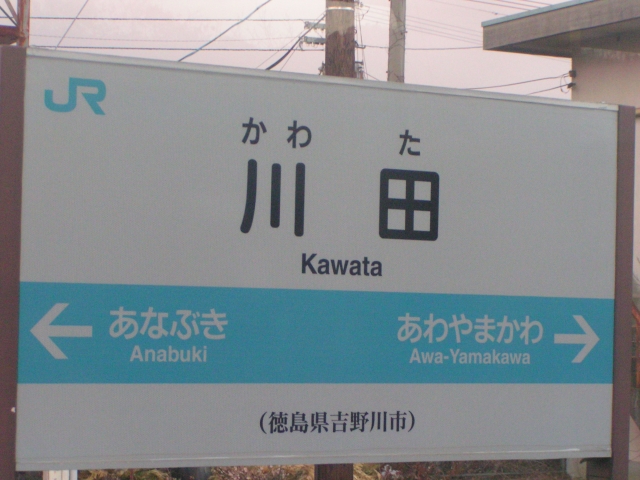 JR
かわ た
川 田
Kawata
あなぶき
Anabuki
あわやまかわ
Awa-Yamakawa
(徳島県吉野川市)